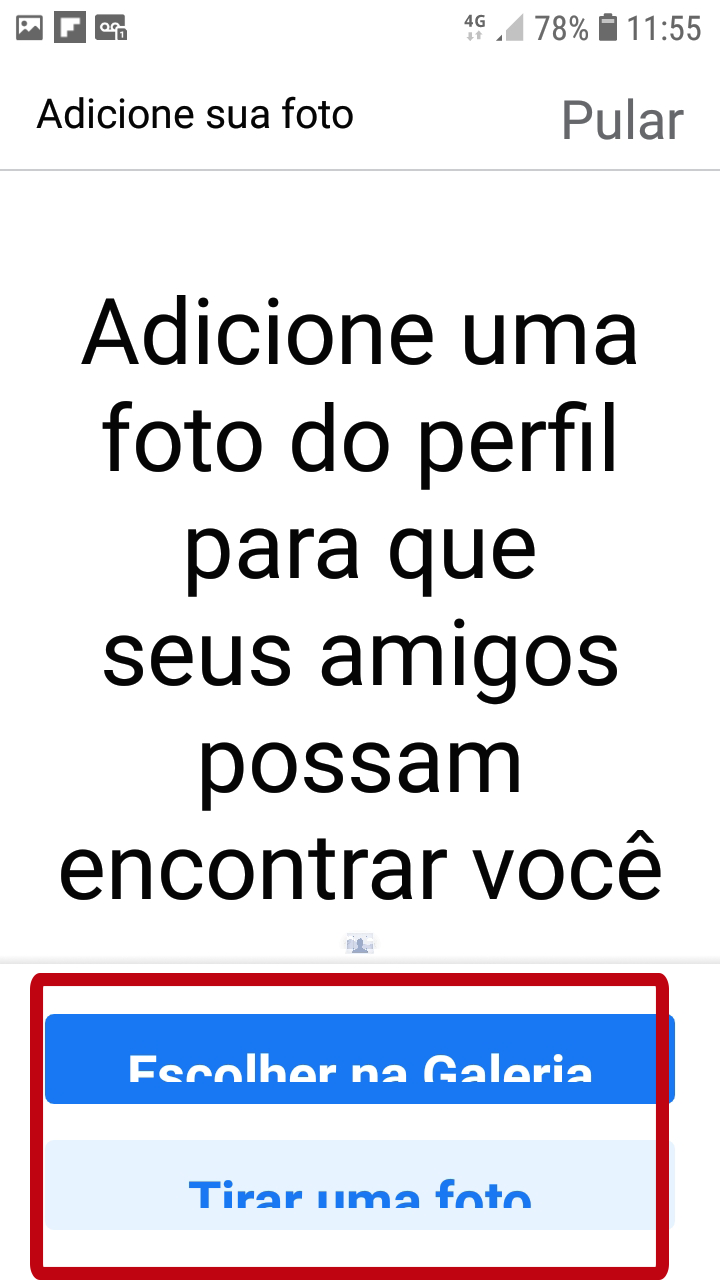 4G 78% 11:55
Adicione sua foto Pular
Adicione uma
foto do perfil
para que
seus amigos
possam
encontrar você
Escolher na Galeria
Tirar uma foto